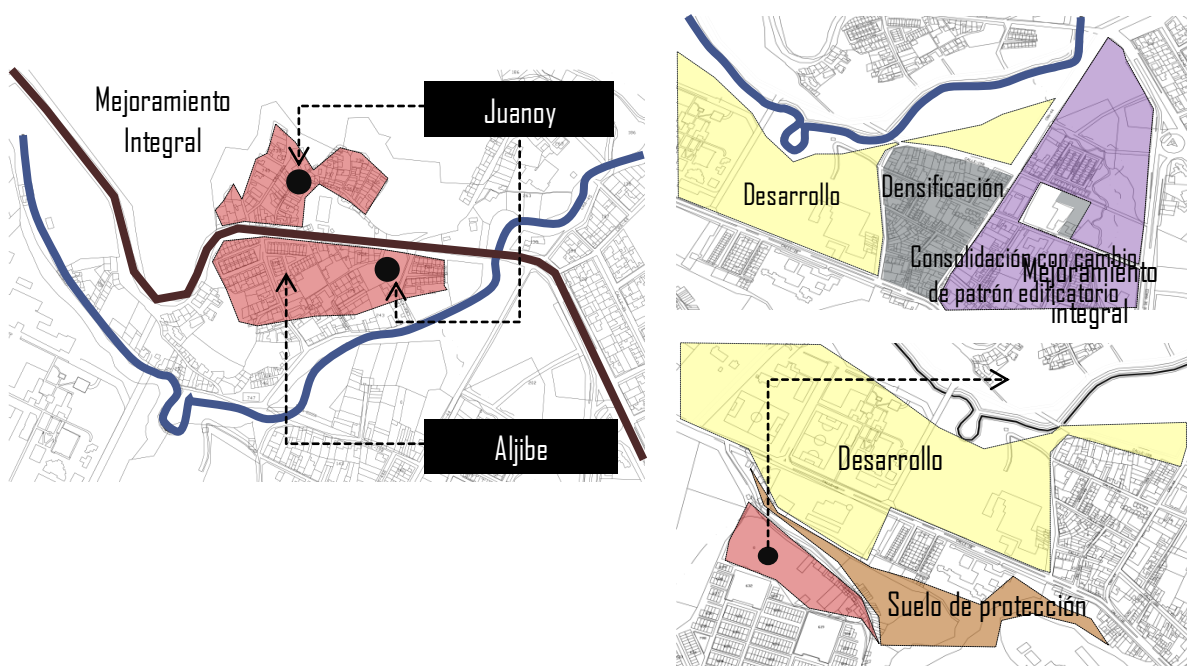 Mejoramiento
Integral
Juanoy
Aljibe
Desarrollo
Densificación
Consolidación con cambio
de patrón edificatorio
Mejoramiento
integral
Desarrollo
Suelo de protección